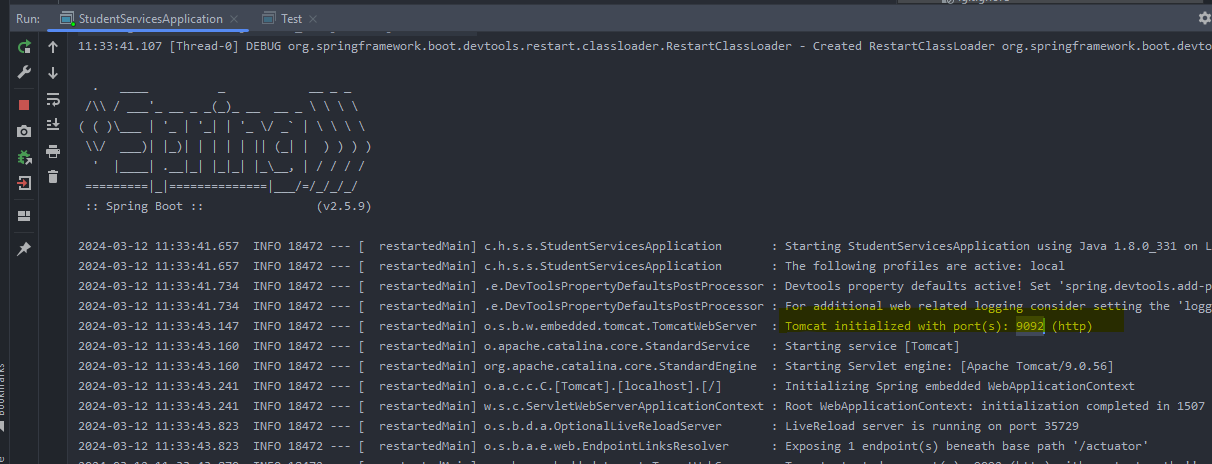 Run: StudentServicesApplication × Test ×
11:33:41.107 [Thread-0] DEBUG org.springframework.boot.devtools.restart.classloader.RestartClassLoader - Created RestartClassLoader org.springframework.boot.devto
  .   ____          _            __ _ _
 /\\ / ___'_ __ _ _(_)_ __  __ _ \ \ \ \
( ( )\___ | '_ | '_| | '_ \/ _` | \ \ \ \
 \\/  ___)| |_)| | | | | || (_| |  ) ) ) )
  '  |____| .__|_| |_|_| |_\__, | / / / /
 =========|_|==============|___/=/_/_/_/
 :: Spring Boot ::                (v2.5.9)
2024-03-12 11:33:41.657  INFO 18472 --- [  restartedMain] c.h.s.s.StudentServicesApplication       : Starting StudentServicesApplication using Java 1.8.0_331 on L
2024-03-12 11:33:41.657  INFO 18472 --- [  restartedMain] c.h.s.s.StudentServicesApplication       : The following profiles are active: local
2024-03-12 11:33:41.734  INFO 18472 --- [  restartedMain] .e.DevToolsPropertyDefaultsPostProcessor : Devtools property defaults active! Set 'spring.devtools.add-p
2024-03-12 11:33:41.734  INFO 18472 --- [  restartedMain] .e.DevToolsPropertyDefaultsPostProcessor : For additional web related logging consider setting the 'logg
2024-03-12 11:33:43.147  INFO 18472 --- [  restartedMain] o.s.b.w.embedded.tomcat.TomcatWebServer  : Tomcat initialized with port(s): 9092 (http)
2024-03-12 11:33:43.160  INFO 18472 --- [  restartedMain] o.apache.catalina.core.StandardService   : Starting service [Tomcat]
2024-03-12 11:33:43.160  INFO 18472 --- [  restartedMain] org.apache.catalina.core.StandardEngine  : Starting Servlet engine: [Apache Tomcat/9.0.56]
2024-03-12 11:33:43.241  INFO 18472 --- [  restartedMain] o.a.c.c.C.[Tomcat].[localhost].[/]       : Initializing Spring embedded WebApplicationContext
2024-03-12 11:33:43.241  INFO 18472 --- [  restartedMain] w.s.c.ServletWebServerApplicationContext : Root WebApplicationContext: initialization completed in 1507
2024-03-12 11:33:43.823  INFO 18472 --- [  restartedMain] o.s.b.d.a.OptionalLiveReloadServer       : LiveReload server is running on port 35729
2024-03-12 11:33:43.823  INFO 18472 --- [  restartedMain] o.s.b.a.e.web.EndpointLinksResolver      : Exposing 1 endpoint(s) beneath base path '/actuator'